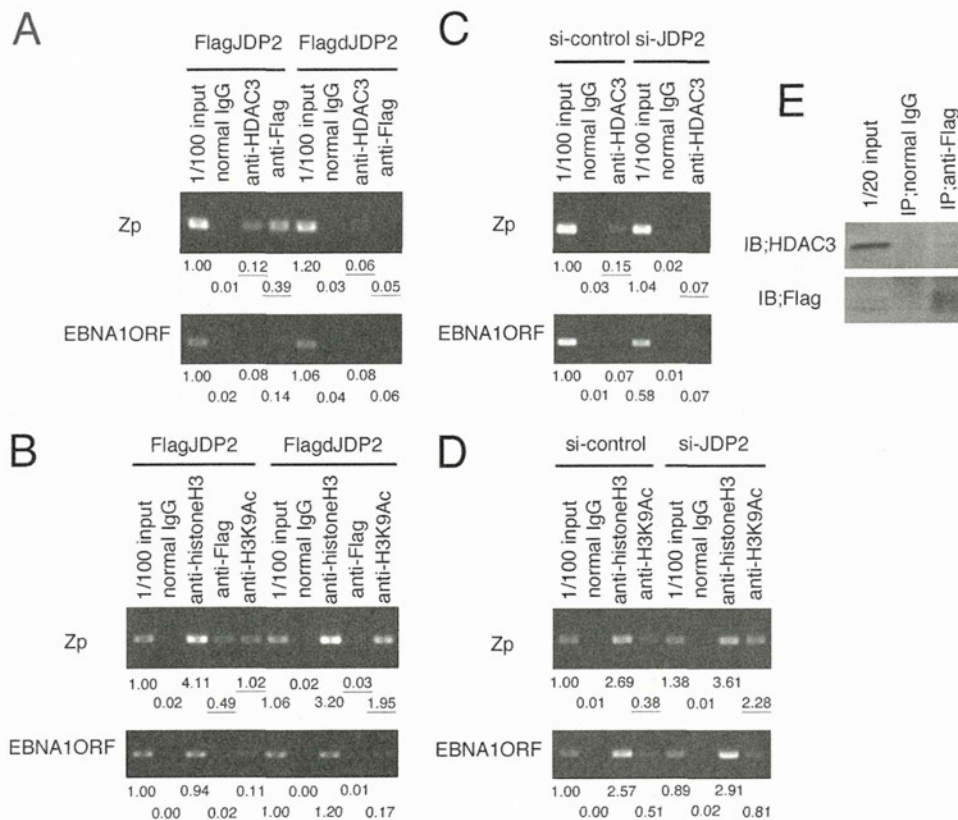 A
FlagJDP2 FlagdJDP2
1/100 input
normal IgG
anti-HDAC3
anti-Flag
1/100 input
normal IgG
anti-HDAC3
anti-Flag
Zp
1.00 0.12 1.20 0.06
0.01 0.39 0.03 0.05
EBNA1ORF
1.00 0.08 1.06 0.08
0.02 0.14 0.04 0.06
B
FlagJDP2 FlagdJDP2
1/100 input
normal IgG
anti-histoneH3
anti-Flag
anti-H3K9Ac
1/100 input
normal IgG
anti-histoneH3
anti-Flag
anti-H3K9Ac
Zp
1.00 4.11 1.02 0.02 0.03
0.02 0.49 1.06 3.20 1.95
EBNA1ORF
1.00 0.94 0.11 0.00 0.01
0.00 0.02 1.00 1.20 0.17
C
si-control si-JDP2
1/100 input
normal IgG
anti-HDAC3
1/100 input
normal IgG
anti-HDAC3
Zp
1.00 0.15 0.02
0.03 1.04 0.07
EBNA1ORF
1.00 0.07 0.01
0.01 0.58 0.07
D
si-control si-JDP2
1/100 input
normal IgG
anti-histoneH3
anti-H3K9Ac
1/100 input
normal IgG
anti-histoneH3
anti-H3K9Ac
Zp
1.00 2.69 1.38 3.61
0.01 0.38 0.01 2.28
EBNA1ORF
1.00 2.57 0.89 2.91
0.00 0.51 0.02 0.81
E
1/20 input
IP;normal IgG
IP;anti-Flag
IB;HDAC3
IB;Flag